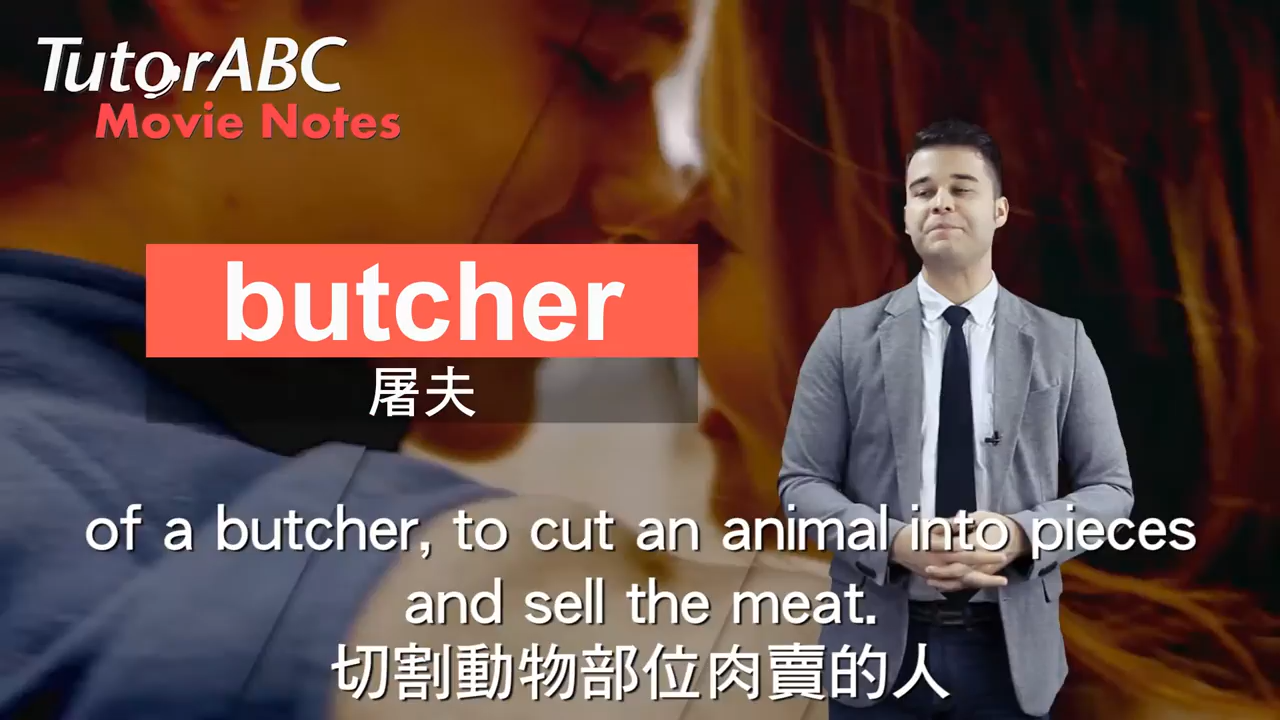 TutorABC
Movie Notes
butcher
屠夫
of a butcher, to cut an animal into pieces
and sell the meat.
切割動物部位肉賣的人